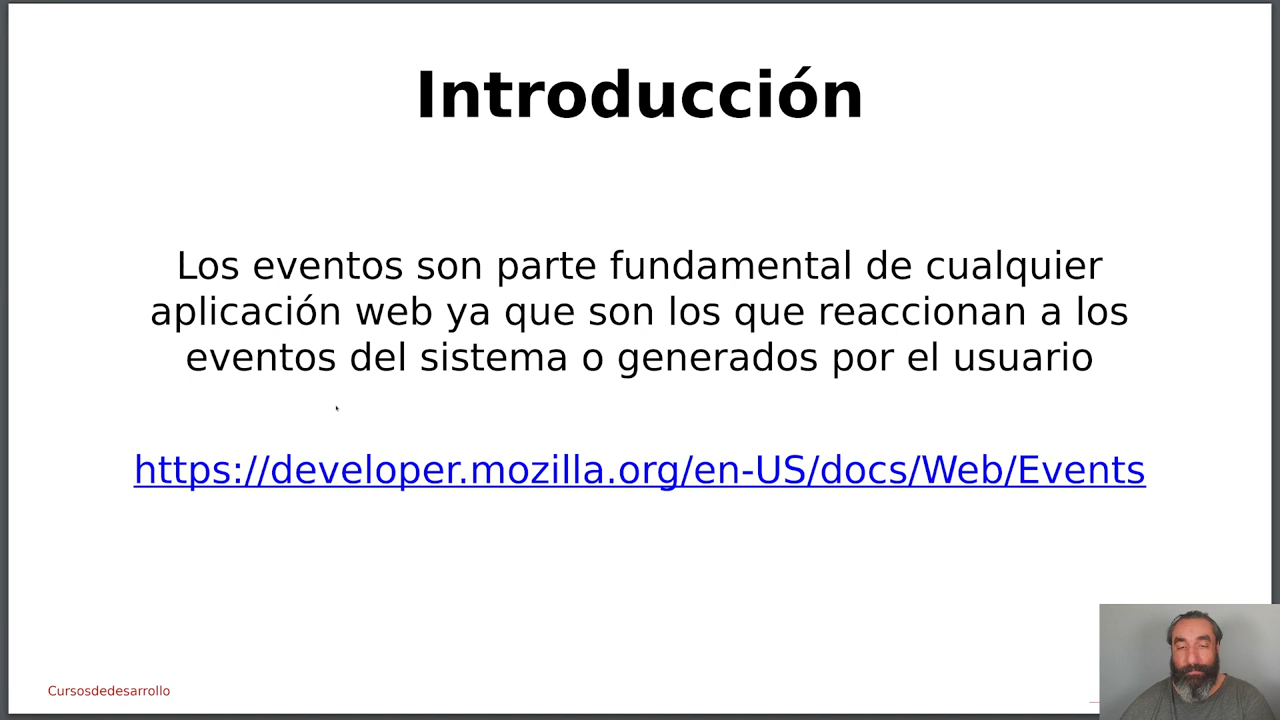 Introducción
Los eventos son parte fundamental de cualquier
aplicación web ya que son los que reaccionan a los
eventos del sistema o generados por el usuario
https://developer.mozilla.org/en-US/docs/Web/Events
Cursosdedesarrollo